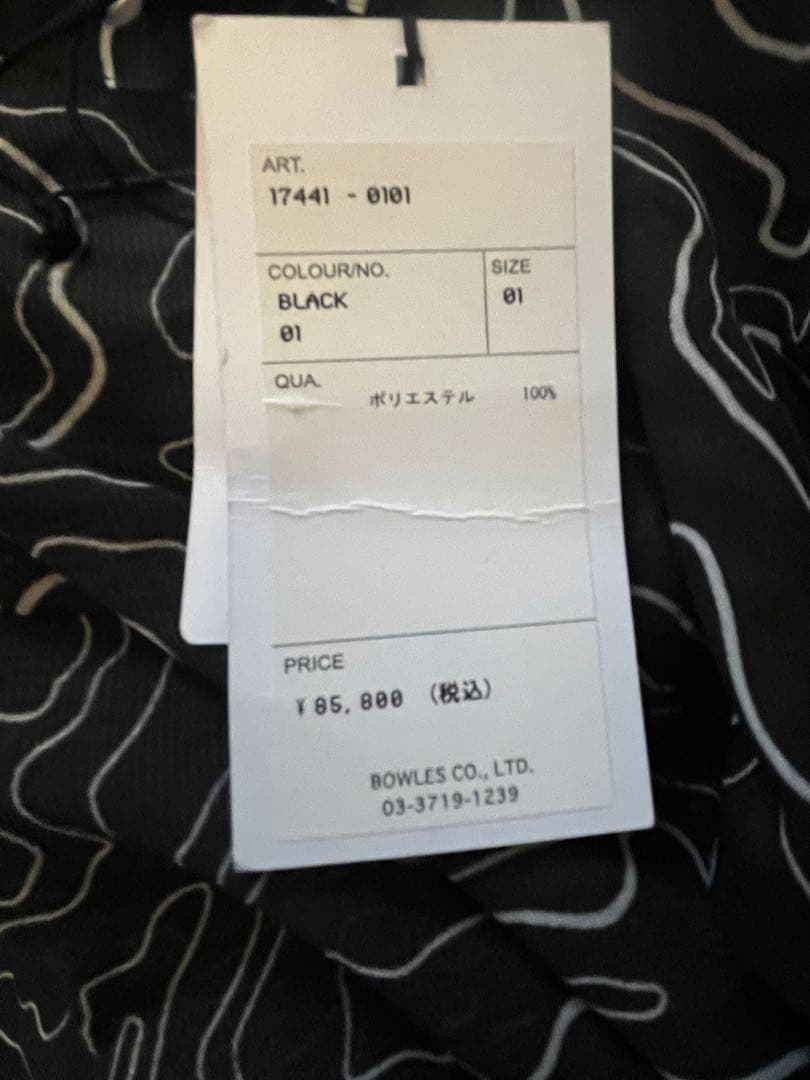 ART.
17441 - 0101
COLOUR/NO.
BLACK
01
SIZE
01
QUA.
ポリエステル 100%
PRICE
¥85,800 (税込)
BOWLES CO., LTD.
03-3719-1239